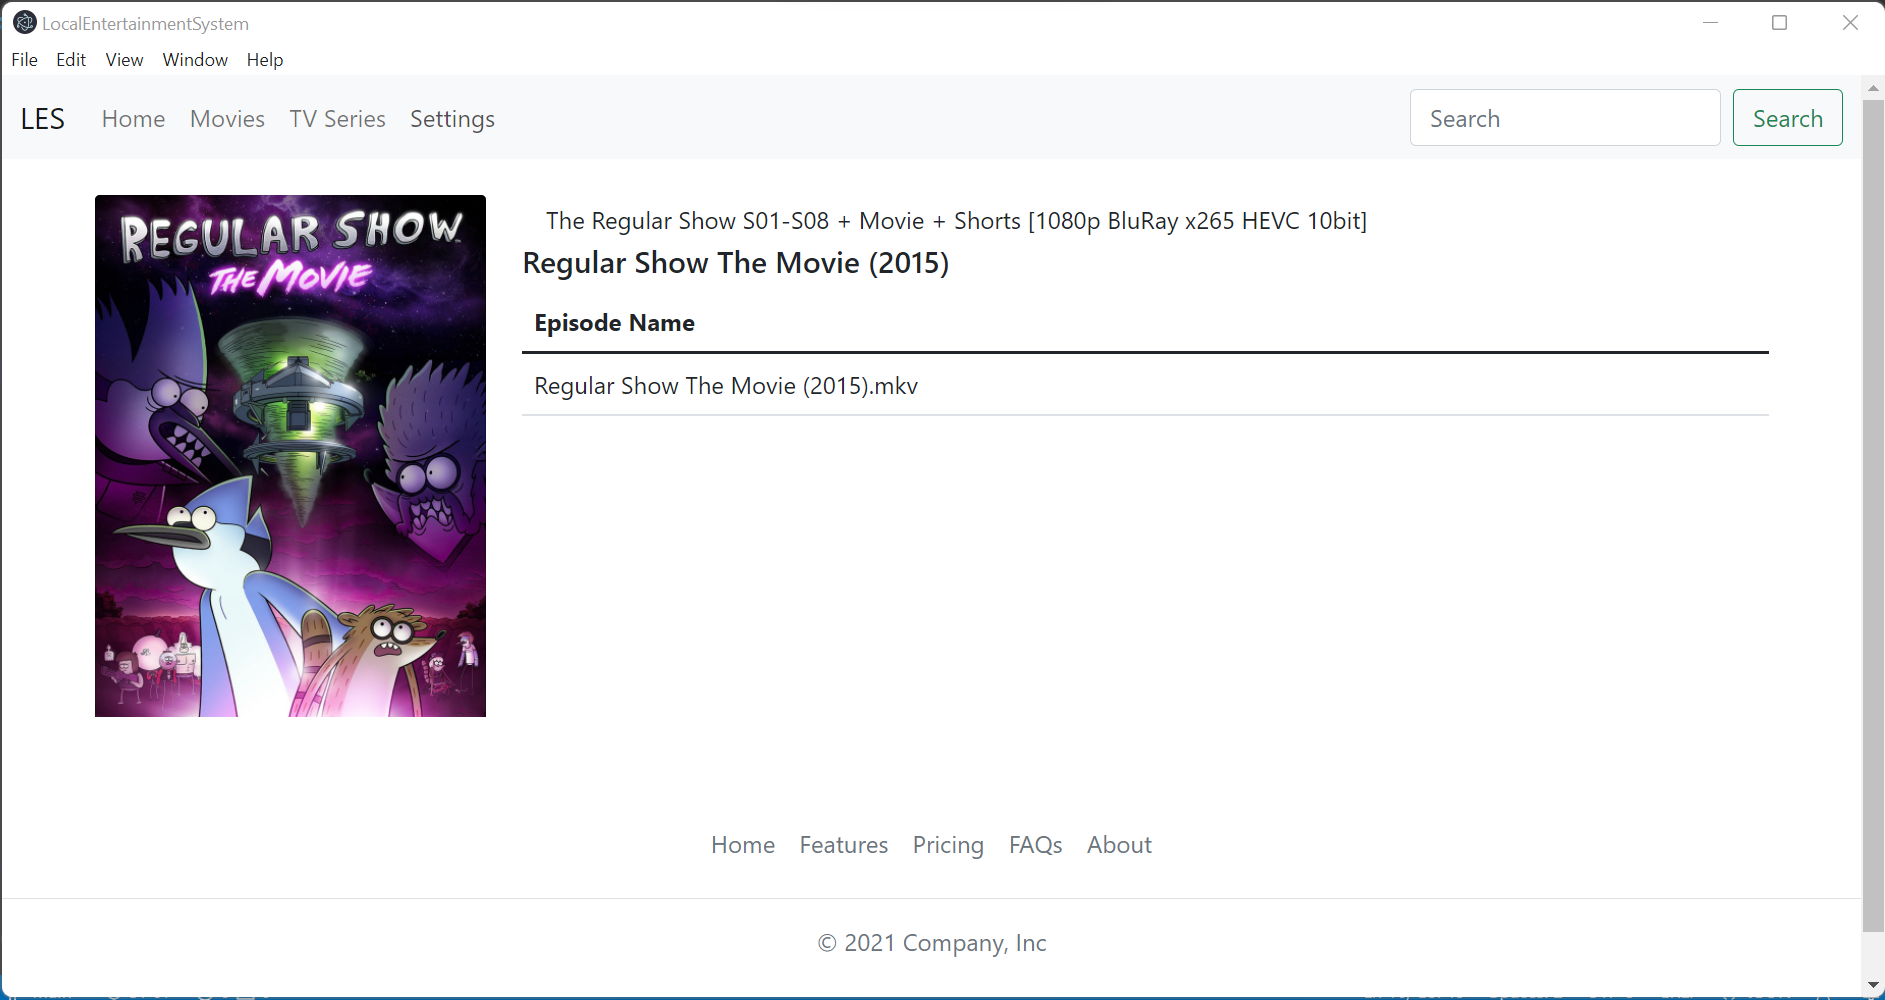 LocalEntertainmentSystem
File Edit View Window Help
LES Home Movies TV Series Settings Search Search
REGULAR SHOW
THE MOVIE
The Regular Show S01-S08 + Movie + Shorts [1080p BluRay x265 HEVC 10bit]
Regular Show The Movie (2015)
Episode Name
Regular Show The Movie (2015).mkv
Home Features Pricing FAQs About
© 2021 Company, Inc